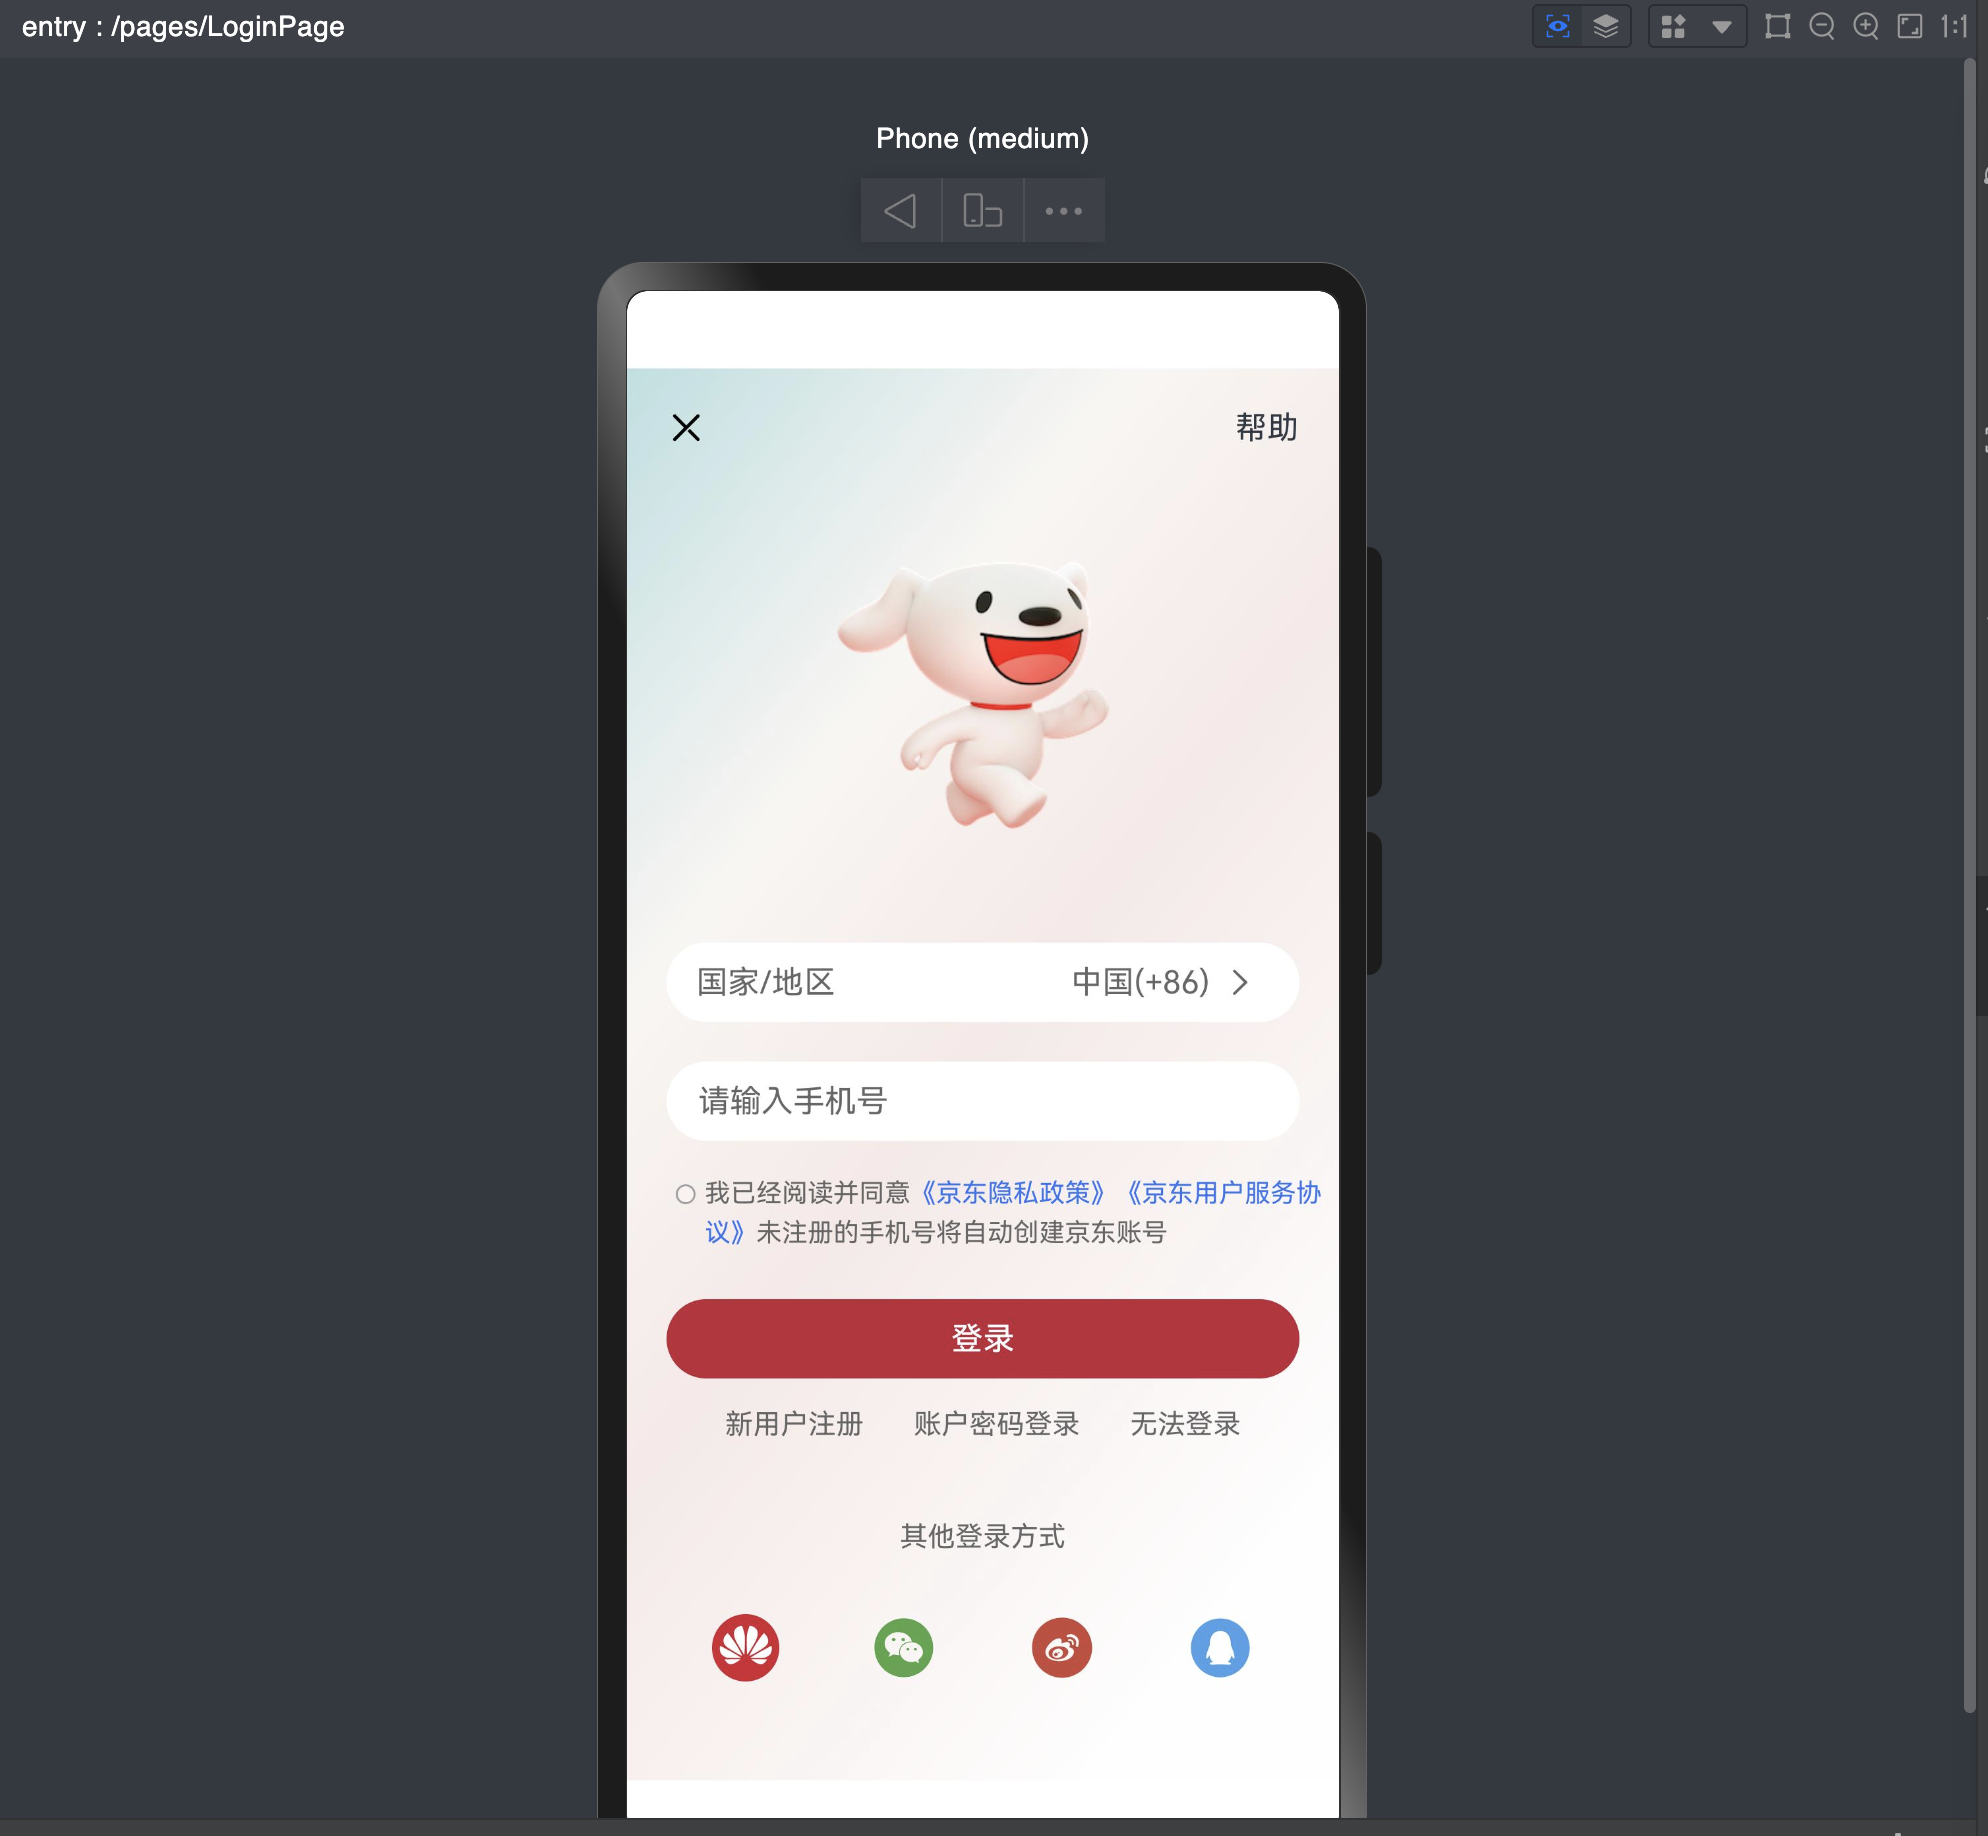 entry : /pages/LoginPage
1:1
Phone (medium)
帮助
国家/地区 中国(+86)
请输入手机号
我已经阅读并同意《京东隐私政策》《京东用户服务协
议》未注册的手机号将自动创建京东账号
登录
新用户注册 账户密码登录 无法登录
其他登录方式